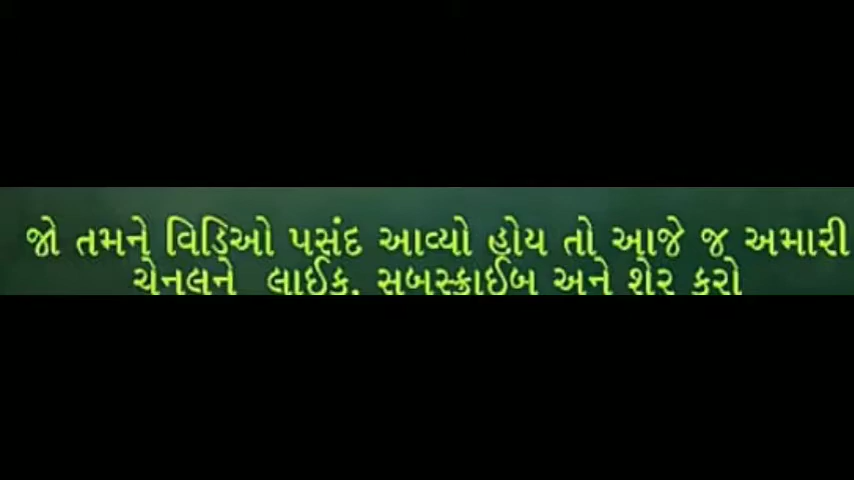 જો તમને વિડિઓ પસંદ આવ્યો હોય તો આજે જ અમારી
ચેનલને લાઈક, સબસ્ક્રાઈબ અને શેર કરો